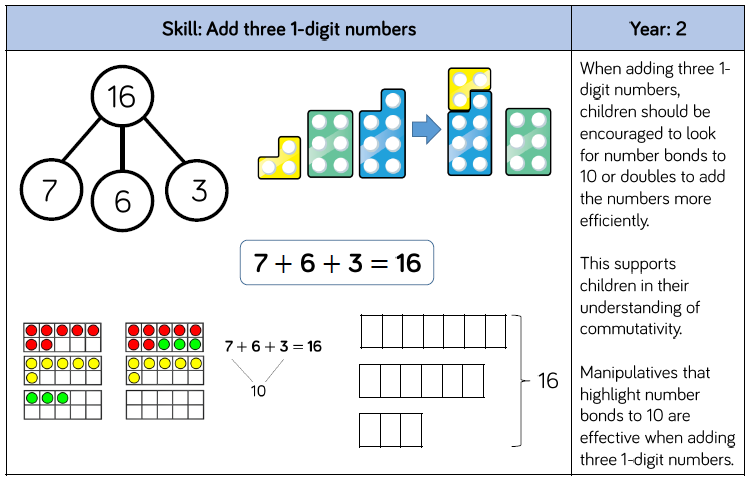 Skill: Add three 1-digit numbers
Year: 2
16
7
6
3
7 + 6 + 3 = 16
7 + 6 + 3 = 16
10
16
When adding three 1-
digit numbers,
children should be
encouraged to look
for number bonds to
10 or doubles to add
the numbers more
efficiently.
This supports
children in their
understanding of
commutativity.
Manipulatives that
highlight number
bonds to 10 are
effective when adding
three 1-digit numbers.